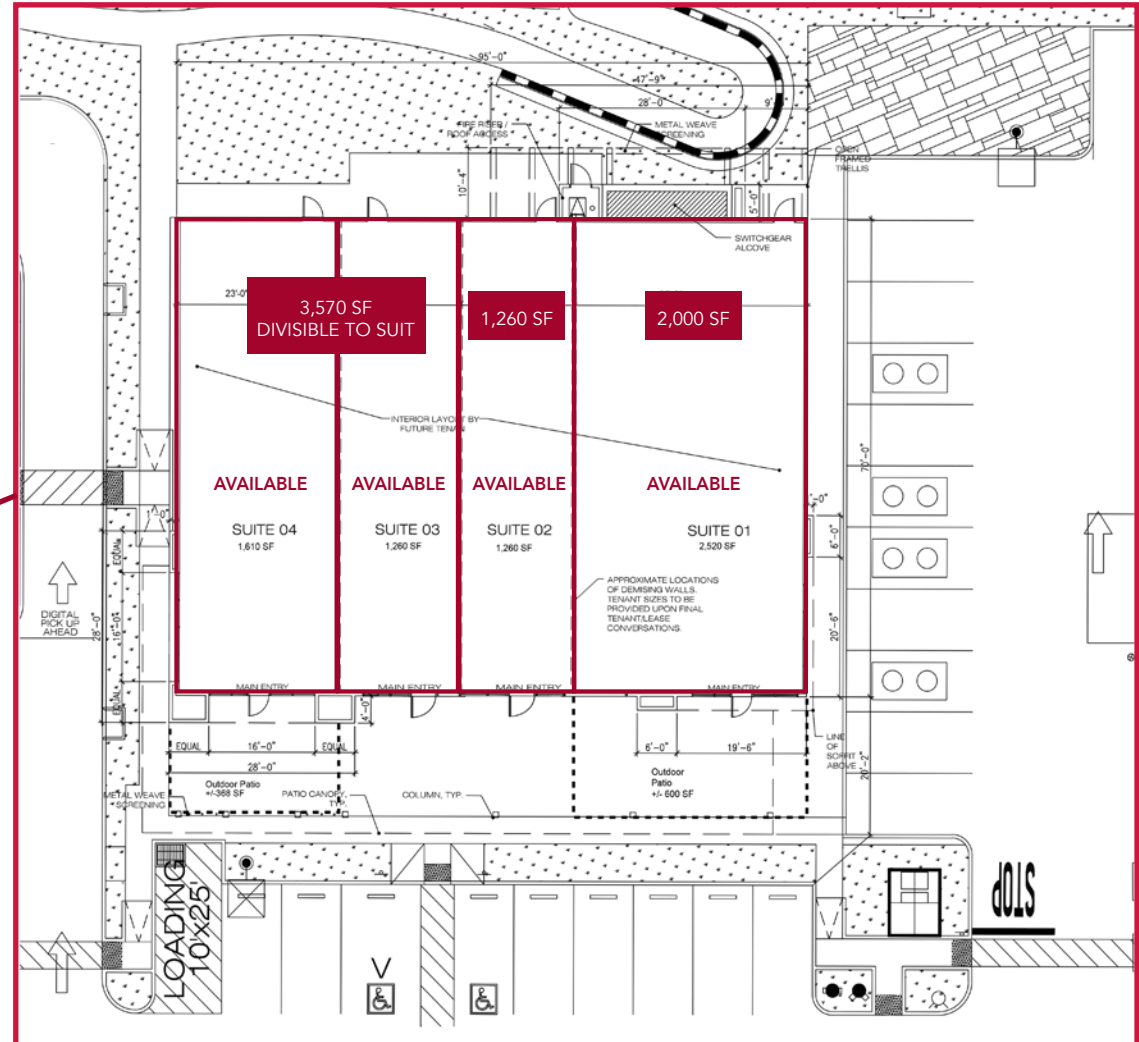 95'-0"
47'-9"
28'-0"
9'
FIRE RISER /
ROOF ACCESS
METAL WEAVE
SCREENING
OPEN
FRAMED
TRELLIS
10'-4"
5'-0"
SWITCHGEAR
ALCOVE
23'-0"
3,570 SF
DIVISIBLE TO SUIT
1,260 SF
2,000 SF
INTERIOR LAYOUT BY
FUTURE TENAN
70'-0"
AVAILABLE
AVAILABLE
AVAILABLE
AVAILABLE
SUITE 04
1,610 SF
SUITE 03
1,260 SF
SUITE 02
1,260 SF
SUITE 01
2,520 SF
1'-0"
6'-0"
EQUAL
16'-0"
EQUAL
28'-0"
DIGITAL
PICK UP
AHEAD
APPROXIMATE LOCATIONS
OF DEMISING WALLS.
TENANT SIZES TO BE
PROVIDED UPON FINAL
TENANT/LEASE
CONVERSATIONS.
20'-6"
MAIN ENTRY
MAIN ENTRY
MAIN ENTRY
MAIN ENTRY
4'-0"
EQUAL
16'-0"
EQUAL
28'-0"
6'-0"
19'-6"
LINE
OF
SOFFIT
ABOVE
20'-2"
Outdoor Patio
+/-368 SF
Outdoor
Patio
+/- 600 SF
METAL WEAVE
SCREENING
PATIO CANOPY,
TYP.
COLUMN, TYP.
LOADING
10'x25'
STOP
V